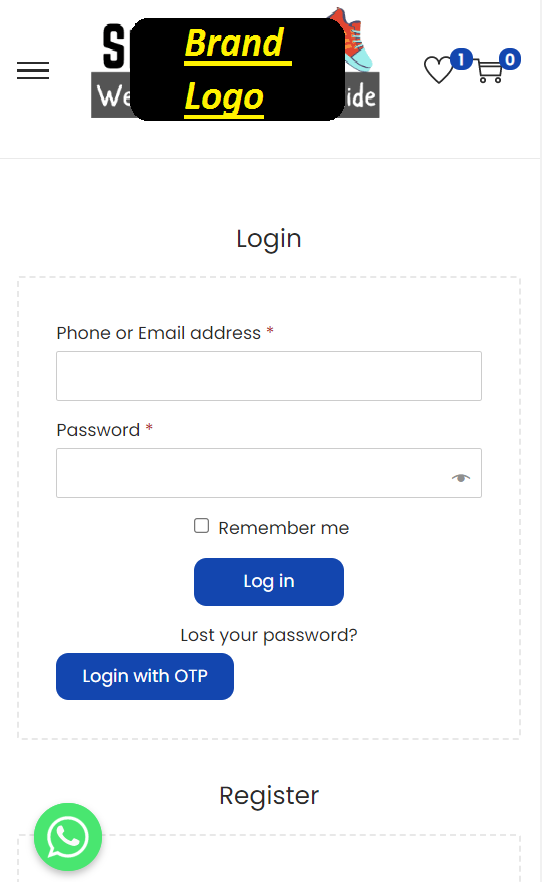 Brand
Logo
We
ide
1
0
Login
Phone or Email address *
Password *
Remember me
Log in
Lost your password?
Login with OTP
Register